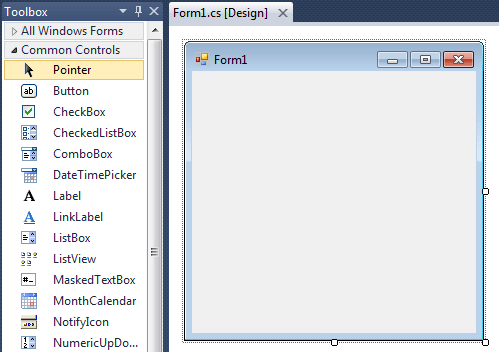 Toolbox
Form1.cs [Design]
All Windows Forms
Common Controls
Pointer
Form1
ab Button
CheckBox
CheckedListBox
ComboBox
DateTimePicker
A Label
A LinkLabel
ListBox
ListView
#- MaskedTextBox
MonthCalendar
NotifyIcon
NumericUpDo...